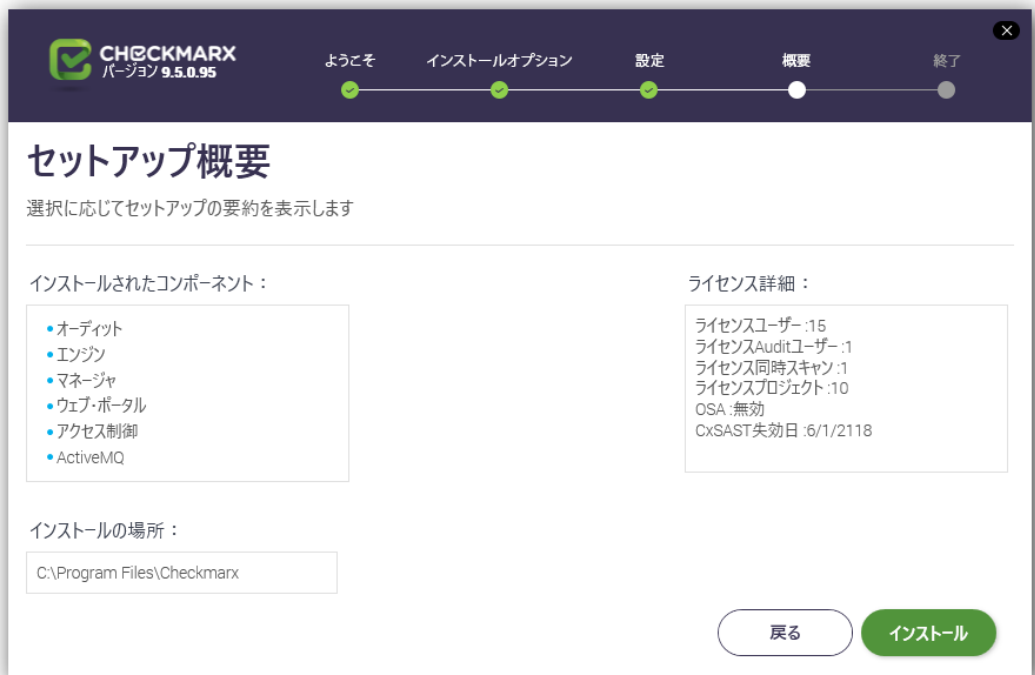 CHECKMARX
バージョン 9.5.0.95
ようこそ
インストールオプション
設定
概要
終了
セットアップ概要
選択に応じてセットアップの要約を表示します
インストールされたコンポーネント：
• オーディット
• エンジン
• マネージャ
• ウェブ・ポータル
• アクセス制御
• ActiveMQ
ライセンス詳細：
ライセンスユーザー :15
ライセンスAuditユーザー :1
ライセンス同時スキャン :1
ライセンスプロジェクト :10
OSA :無効
CxSAST失効日 :6/1/2118
インストールの場所：
C:\Program Files\Checkmarx
戻る
インストール